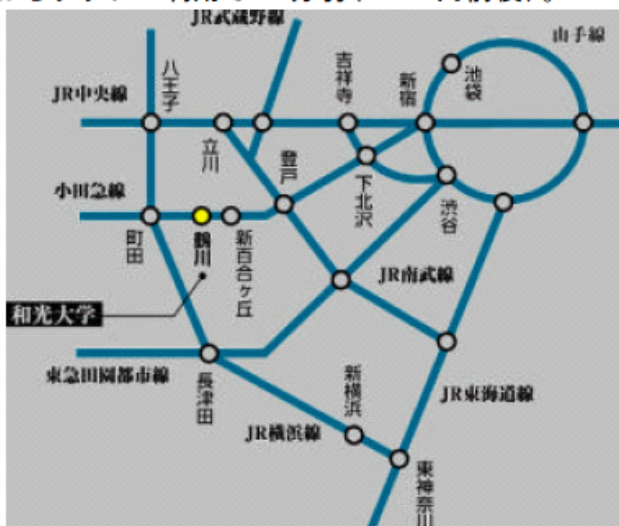 JR武蔵野線
山手線
八王子
吉祥寺
新宿
池袋
JR中央線
立川
登戸
下北沢
渋谷
小田急線
町田
鶴川
新百合ヶ丘
JR南武線
和光大学
東急田園都市線
長津田
新横浜
JR東海道線
JR横浜線
東神奈川